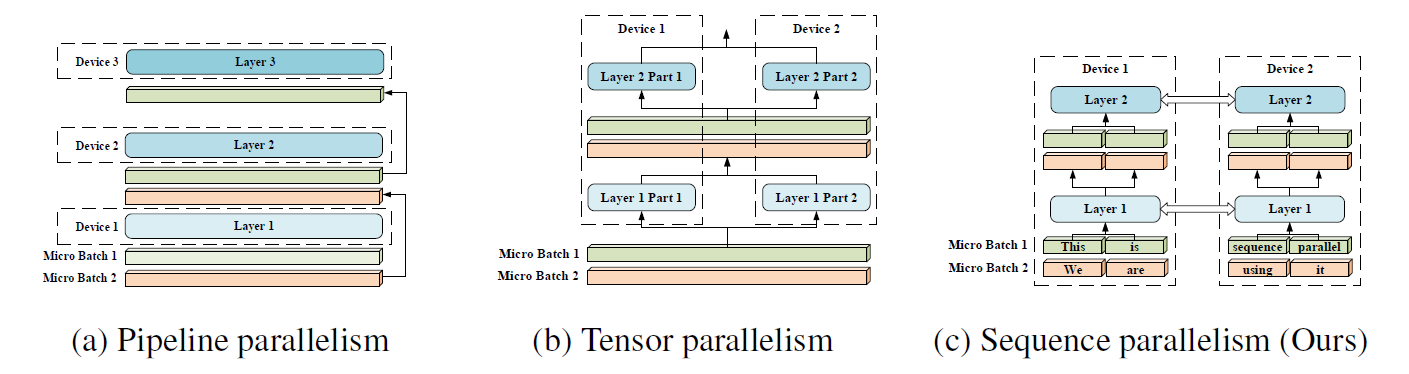 Device 3
Layer 3
Device 2
Layer 2
Device 1
Layer 1
Micro Batch 1
Micro Batch 2
(a) Pipeline parallelism
Device 1
Device 2
Layer 2 Part 1
Layer 2 Part 2
Layer 1 Part 1
Layer 1 Part 2
Micro Batch 1
Micro Batch 2
(b) Tensor parallelism
Device 1
Device 2
Layer 2
Layer 2
Layer 1
Layer 1
Micro Batch 1
This
is
sequence
parallel
Micro Batch 2
We
are
using
it
(c) Sequence parallelism (Ours)